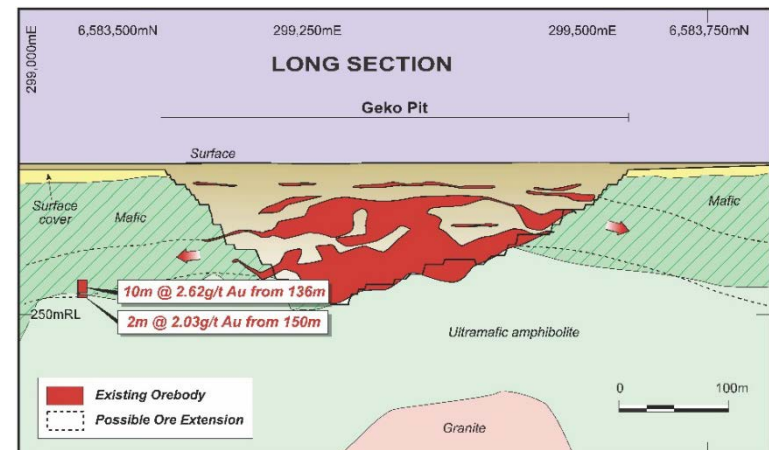 6,583,500mN 299,250mE 299,500mE 6,583,750mN
299,000mE
LONG SECTION
Geko Pit
Surface
Surface
cover
Mafic
Mafic
10m @ 2.62g/t Au from 136m
2m @ 2.03g/t Au from 150m
250mRL
Ultramafic amphibolite
Existing Orebody
Possible Ore Extension
Granite
0 100m